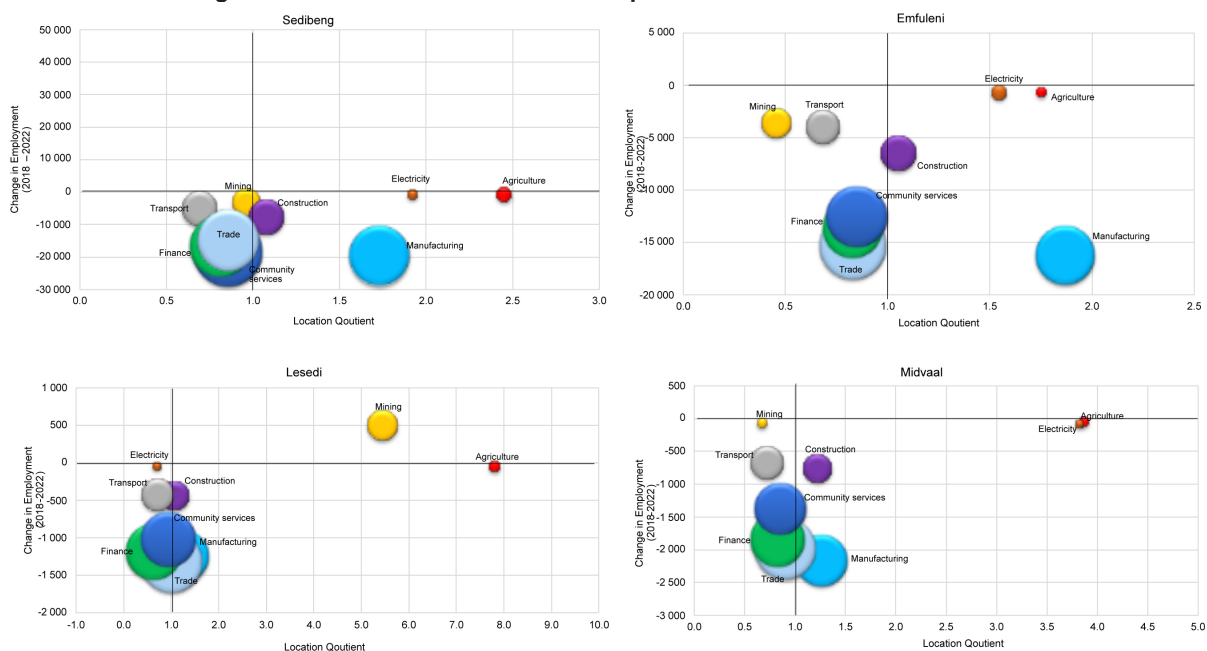 Sedibeng
50 000
40 000
30 000
20 000
10 000
0
-10 000
-20 000
-30 000
0.0 0.5 1.0 1.5 2.0 2.5 3.0
Change in Employment
(2018 – 2022)
Location Qoutient
Mining
Transport
Construction
Trade
Finance
Community
services
Manufacturing
Electricity
Agriculture
Emfuleni
5 000
0
-5 000
-10 000
-15 000
-20 000
0.0 0.5 1.0 1.5 2.0 2.5
Change in Employment
(2018-2022)
Location Qoutient
Electricity
Agriculture
Mining
Transport
Construction
Community services
Finance
Trade
Manufacturing
Lesedi
1 000
500
0
-500
-1 000
-1 500
-2 000
-1.0 0.0 1.0 2.0 3.0 4.0 5.0 6.0 7.0 8.0 9.0 10.0
Change in Employment
(2018-2022)
Location Qoutient
Mining
Electricity
Agriculture
Transport
Construction
Community services
Manufacturing
Finance
Trade
Midvaal
500
0
-500
-1 000
-1 500
-2 000
-2 500
-3 000
0.0 0.5 1.0 1.5 2.0 2.5 3.0 3.5 4.0 4.5 5.0
Change in Employment
(2018-2022)
Location Qoutient
Mining
Agriculture
Electricity
Transport
Construction
Community services
Finance
Trade
Manufacturing